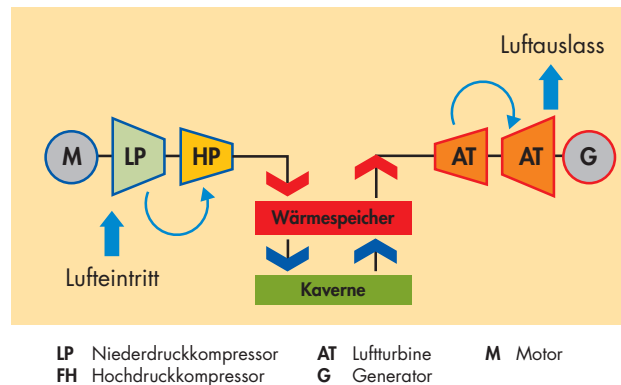 Luftauslass
M LP HP AT AT G
Wärmespeicher
Lufteintritt
Kaverne
LP Niederdruckkompressor AT Luftturbine M Motor
FH Hochdruckkompressor G Generator